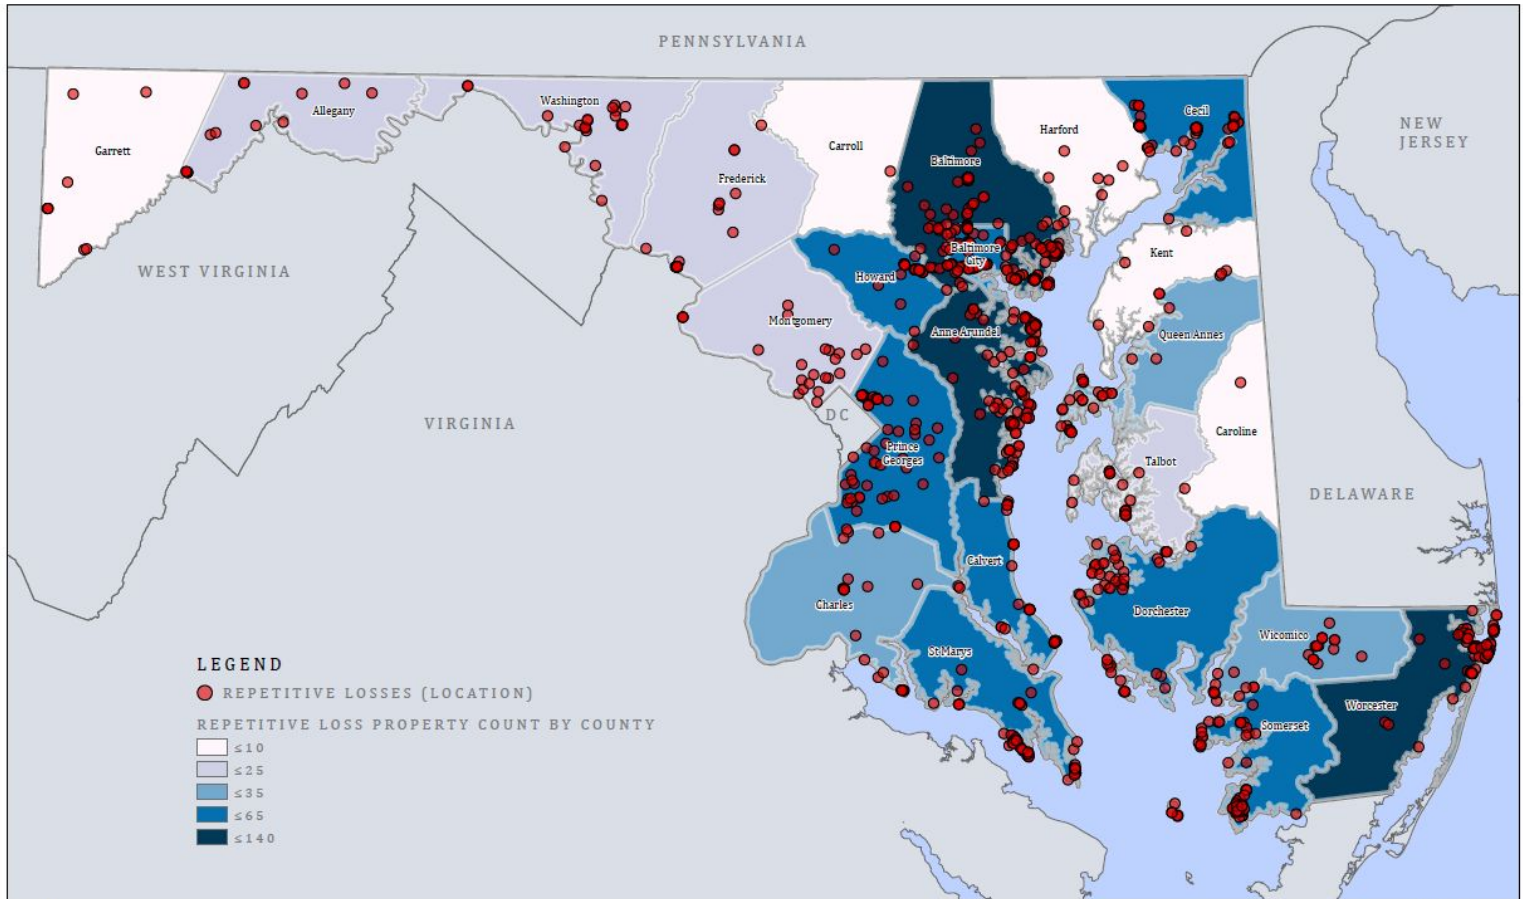 PENNSYLVANIA
NEW
JERSEY
Washington
Allegany
Garrett
Cecil
Harford
Carroll
Baltimore
Frederick
Baltimore
City
Kent
WEST VIRGINIA
Howard
Montgomery
Anne Arundel
Queen Annes
VIRGINIA
DC
Prince
Georges
Caroline
Talbot
DELAWARE
Calvert
Charles
Dorchester
Wicomico
St Marys
Worcester
Somerset
LEGEND
REPETITIVE LOSSES (LOCATION)
REPETITIVE LOSS PROPERTY COUNT BY COUNTY
≤10
≤25
≤35
≤65
≤140